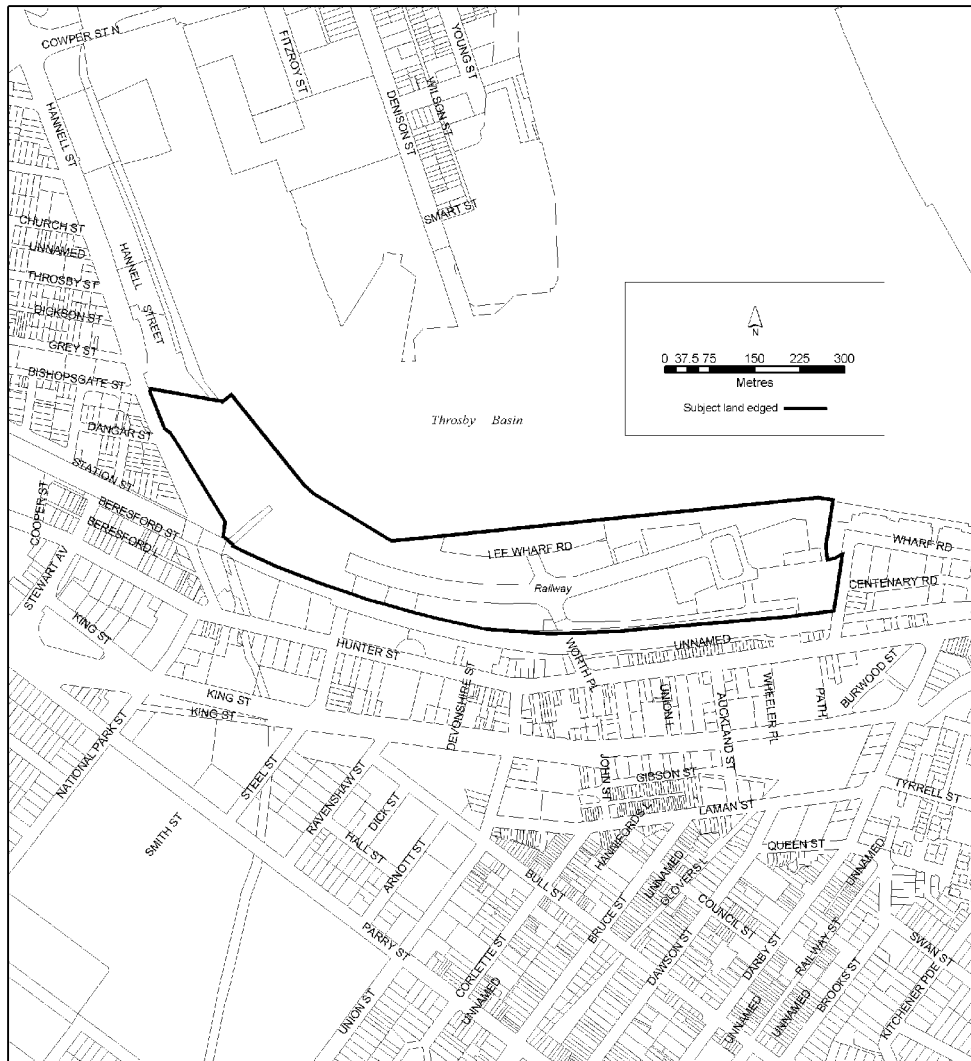 COWPER ST N
FITZROY ST
YOUNG ST
WILSON ST
DENISON ST
HANNELL ST
SMART ST
CHURCH ST
UNNAMED
THROSBY ST
HANNELL STREET
DICKSON ST
GREY ST
BISHOPSGATE ST
N
0 37.5 75 150 225 300
Metres
Subject land edged
Throsby Basin
DANGAR ST
STATION ST
COOPER ST
BERESFORD ST
BERESFORD L
STEWART AV
KING ST
LEE WHARF RD
WHARF RD
Railway
CENTENARY RD
HUNTER ST
WORTH PL
UNNAMED
BURWOOD ST
KING ST
KING ST
DEVONSHIRE ST
UNION L
AUCKLAND ST
WHEELER PL
PATH
NATIONAL PARK ST
STEEL ST
JOHN ST
GIBSON ST
TYRRELL ST
RAVENSHAW ST
DICK ST
LAMAN ST
SMITH ST
HALL ST
ARNOTT ST
QUEEN ST
UNNAMED
BULL ST
UNNAMED
GLOVERS L
COUNCIL ST
BRUCE ST
PARRY ST
CORLETTE ST
DAWSON ST
DARBY ST
RAILWAY ST
SWAN ST
UNION ST
UNNAMED
UNNAMED
UNNAMED
BROOKS ST
KITCHENER PDE